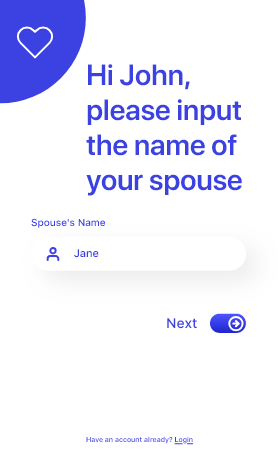 Hi John,
please input
the name of
your spouse
Spouse's Name
Jane
Next
Have an account already? Login